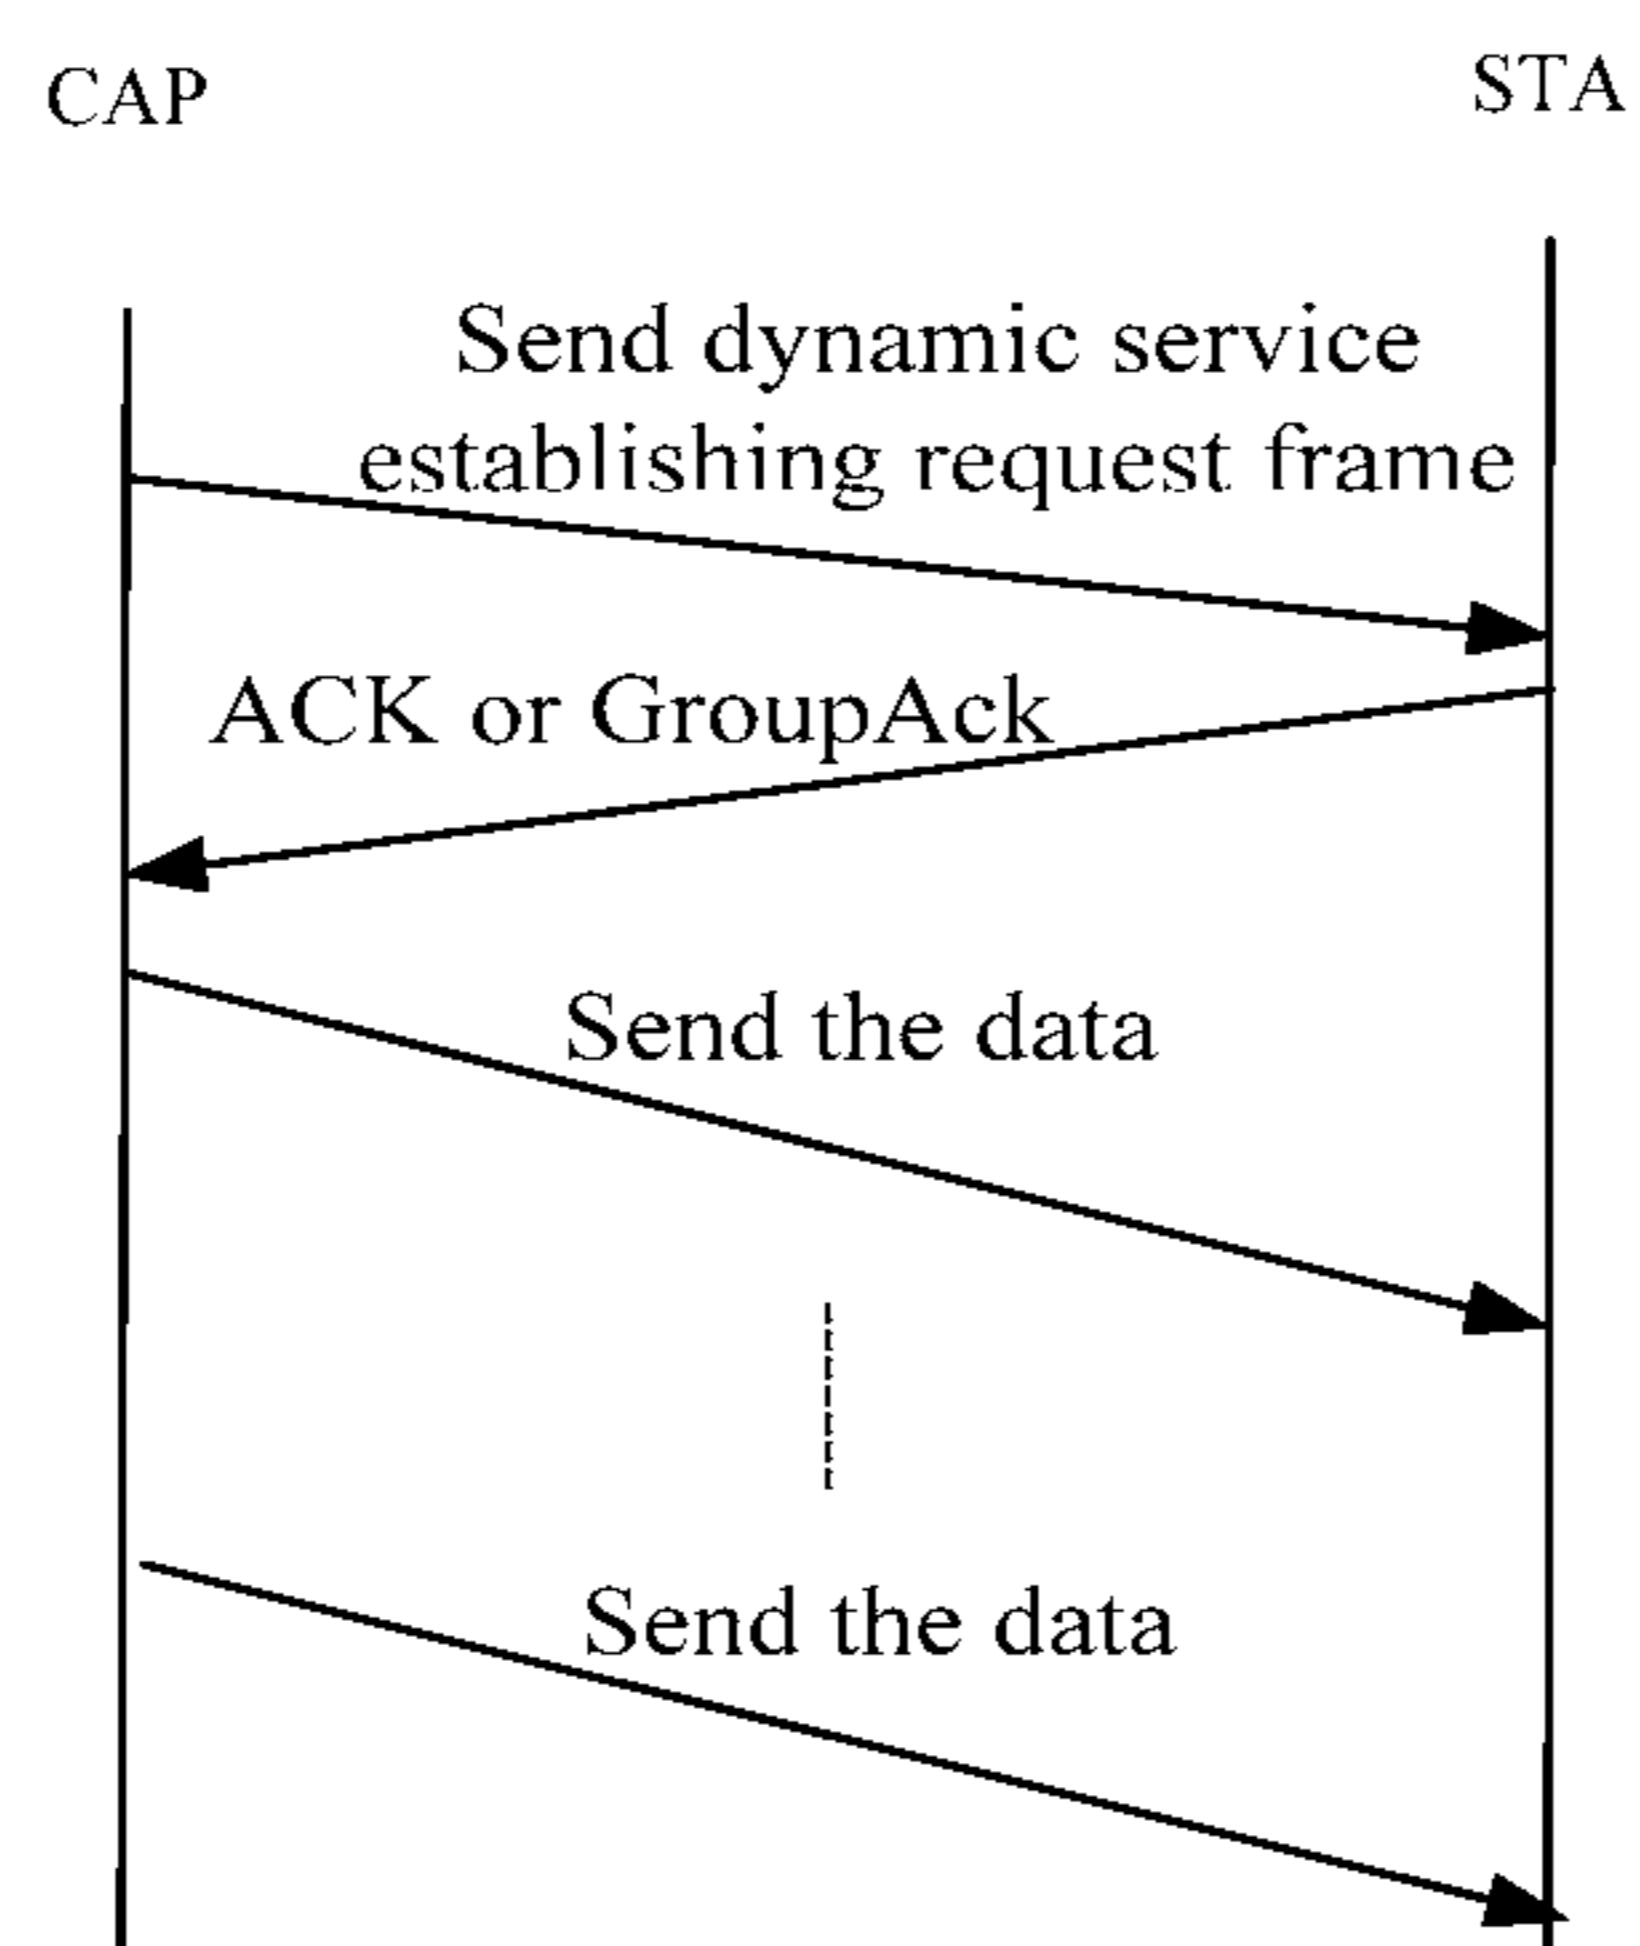 CAP
STA
Send dynamic service
establishing request frame
ACK or GroupAck
Send the data
Send the data